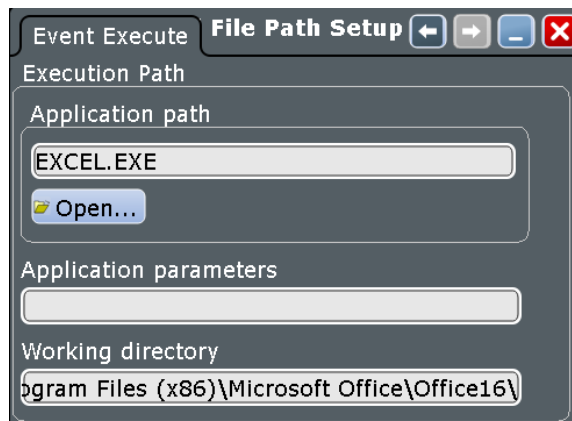 Event Execute File Path Setup
Execution Path
Application path
EXCEL.EXE
Open...
Application parameters
Working directory
ogram Files (x86)\Microsoft Office\Office16\